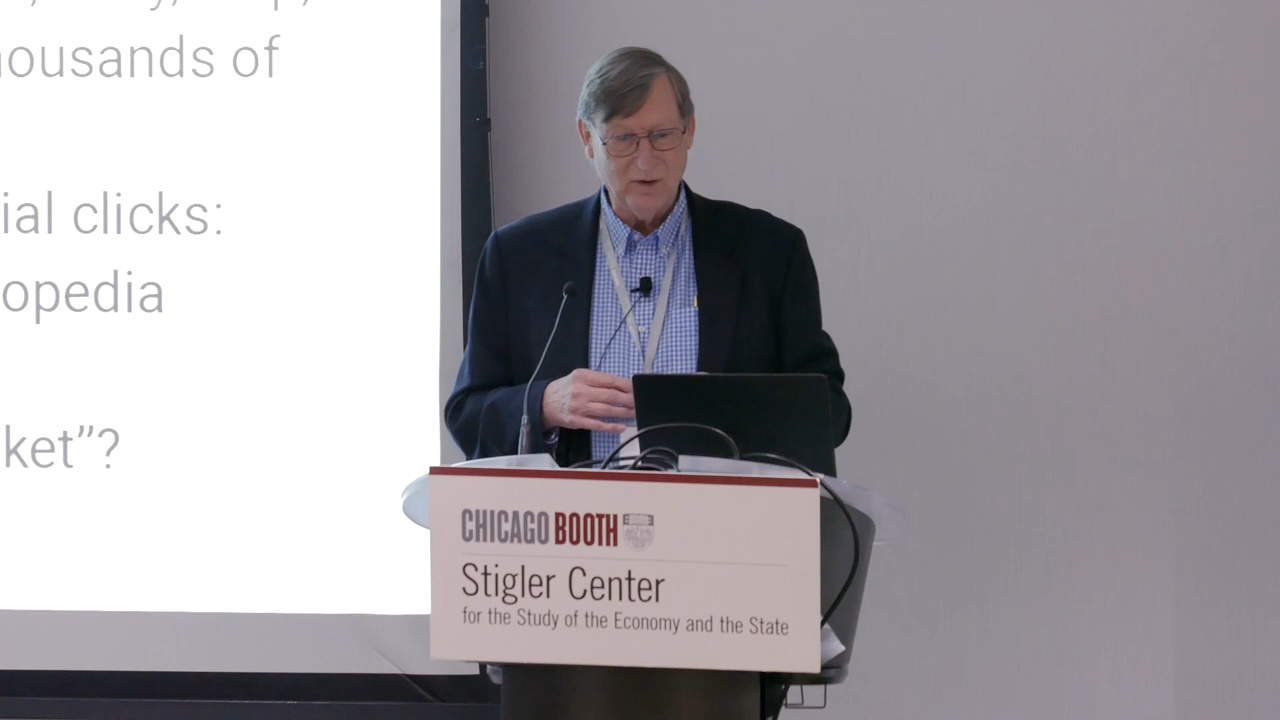 housands of
ial clicks:
opedia
ket”?
CHICAGO BOOTH
Stigler Center
for the Study of the Economy and the State